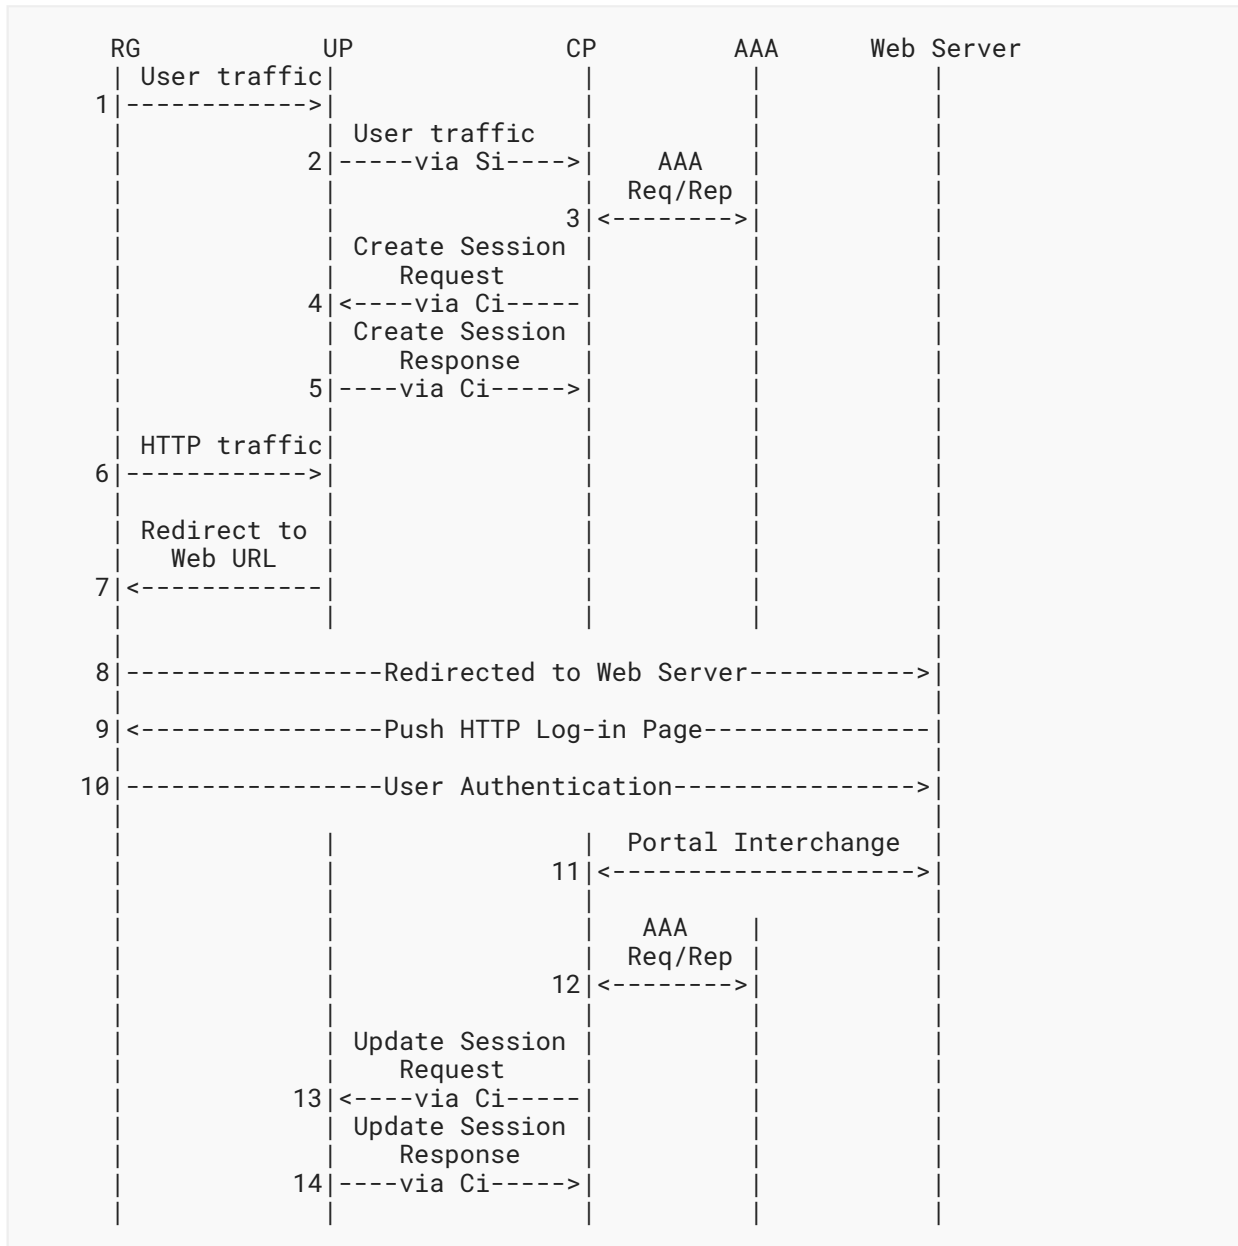 RG UP CP AAA Web Server
| User traffic| | | |
1|------------>| | | |
| | User traffic | | |
| 2|-----via Si---->| AAA | |
| | | Req/Rep | |
| | 3|<-------->| |
| | Create Session | | |
| | Request | | |
| 4|<----via Ci-----| | |
| | Create Session | | |
| | Response | | |
| 5|----via Ci----->| | |
| | | | |
| HTTP traffic| | | |
6|------------>| | | |
| | | | |
| Redirect to | | | |
| Web URL | | | |
7|<------------| | | |
| | | | |
| |
8|-----------------Redirected to Web Server----------->|
| |
9|<----------------Push HTTP Log-in Page---------------|
| |
10|-----------------User Authentication---------------->|
| |
| | | Portal Interchange |
| | 11|<-------------------->|
| | | |
| | | AAA | |
| | | Req/Rep | |
| | 12|<-------->| |
| | | | |
| | Update Session | | |
| | Request | | |
| 13|<----via Ci-----| | |
| | Update Session | | |
| | Response | | |
| 14|----via Ci----->| | |
| | | | |